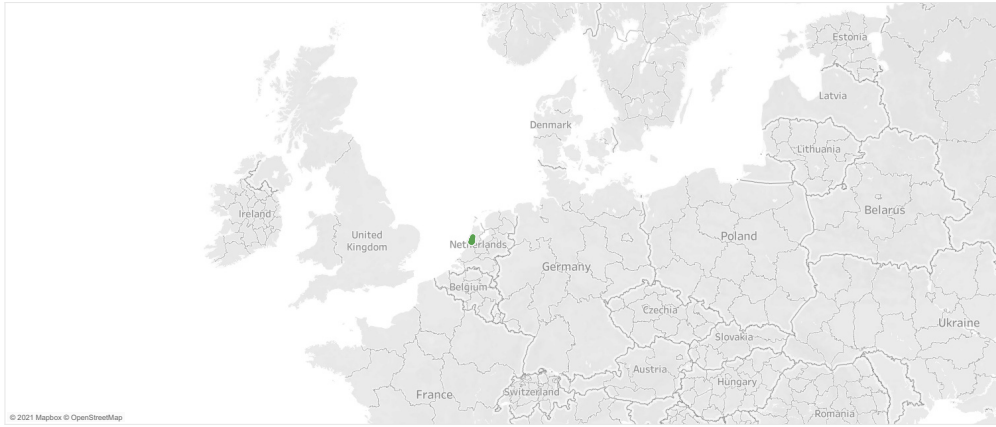 Estonia
Latvia
Denmark
Lithuania
Ireland
Belarus
United
Kingdom
Netherlands
Poland
Germany
Belgium
Czechia
Ukraine
Slovakia
Austria
Hungary
France
Switzerland
Romania
© 2021 Mapbox © OpenStreetMap